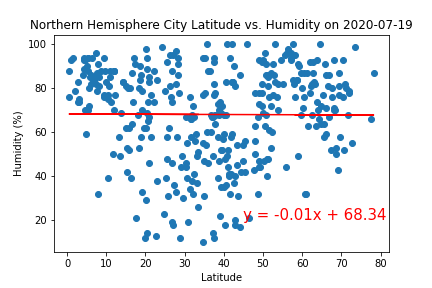 Northern Hemisphere City Latitude vs. Humidity on 2020-07-19
Humidity (%)
100
80
60
40
20
y = -0.01x + 68.34
0 10 20 30 40 50 60 70 80
Latitude